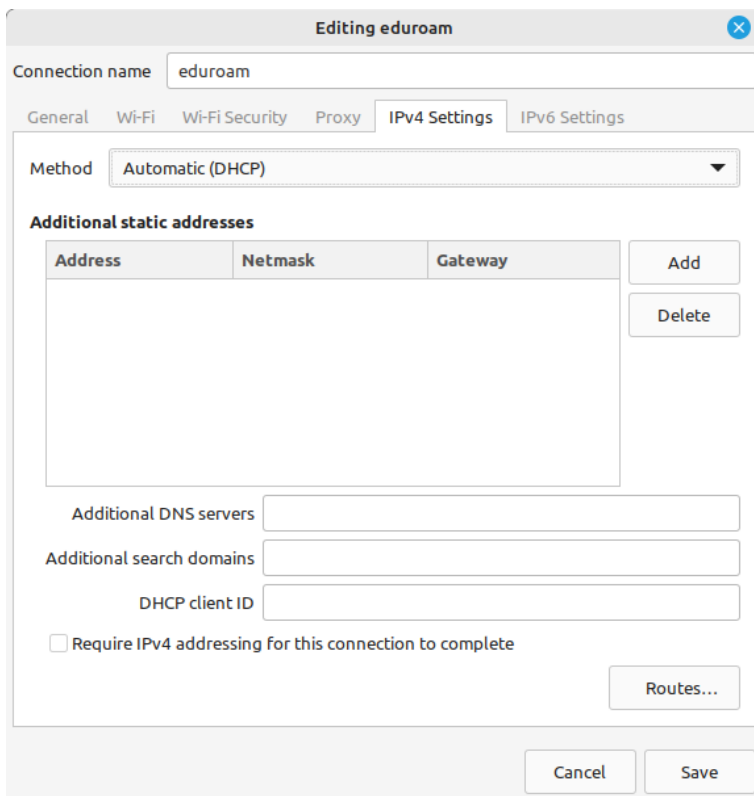 Editing eduroam
Connection name eduroam
General Wi-Fi Wi-Fi Security Proxy IPv4 Settings IPv6 Settings
Method Automatic (DHCP)
Additional static addresses
Address Netmask Gateway Add
Delete
Additional DNS servers
Additional search domains
DHCP client ID
Require IPv4 addressing for this connection to complete
Routes...
Cancel Save